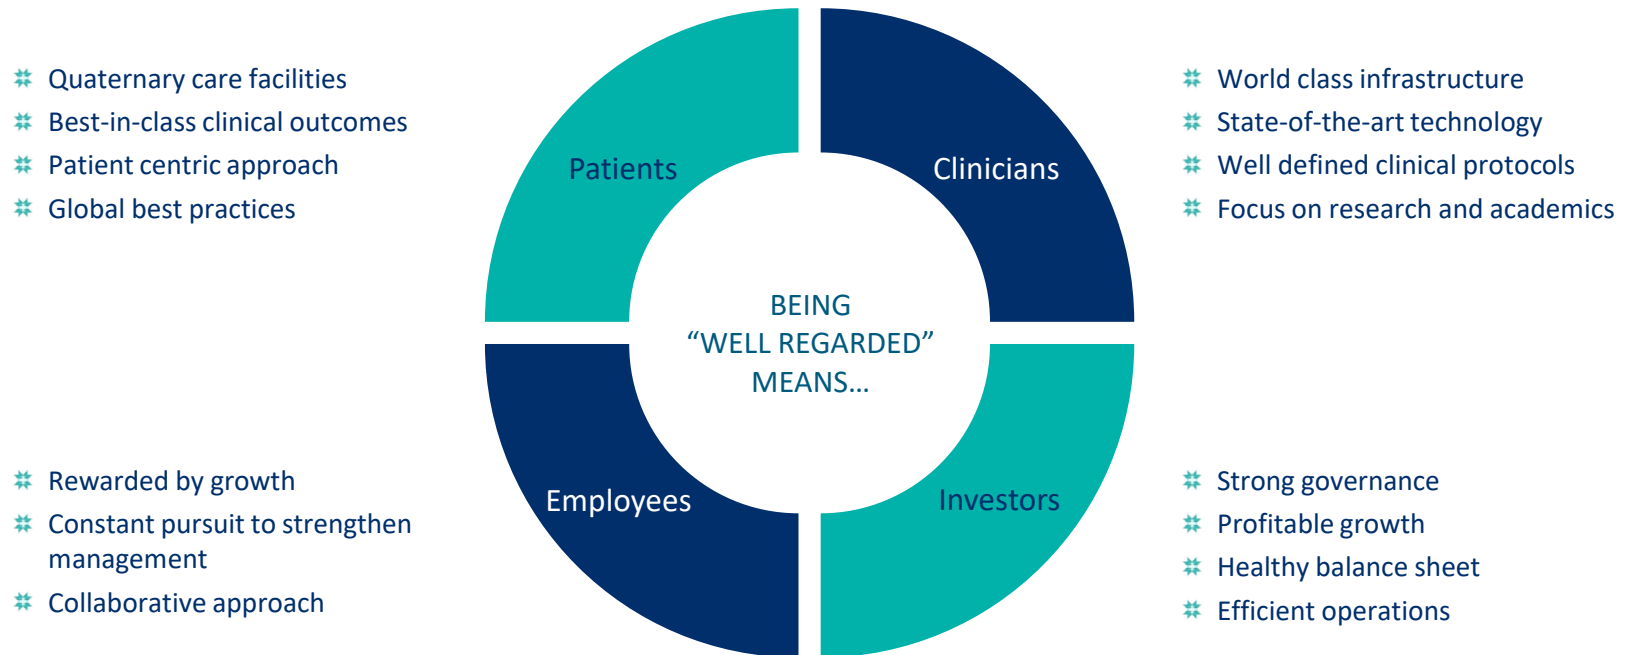 Quaternary care facilities
Best-in-class clinical outcomes
Patient centric approach
Global best practices
Patients
Clinicians
World class infrastructure
State-of-the-art technology
Well defined clinical protocols
Focus on research and academics
BEING
“WELL REGARDED”
MEANS…
Rewarded by growth
Constant pursuit to strengthen
management
Collaborative approach
Employees
Investors
Strong governance
Profitable growth
Healthy balance sheet
Efficient operations